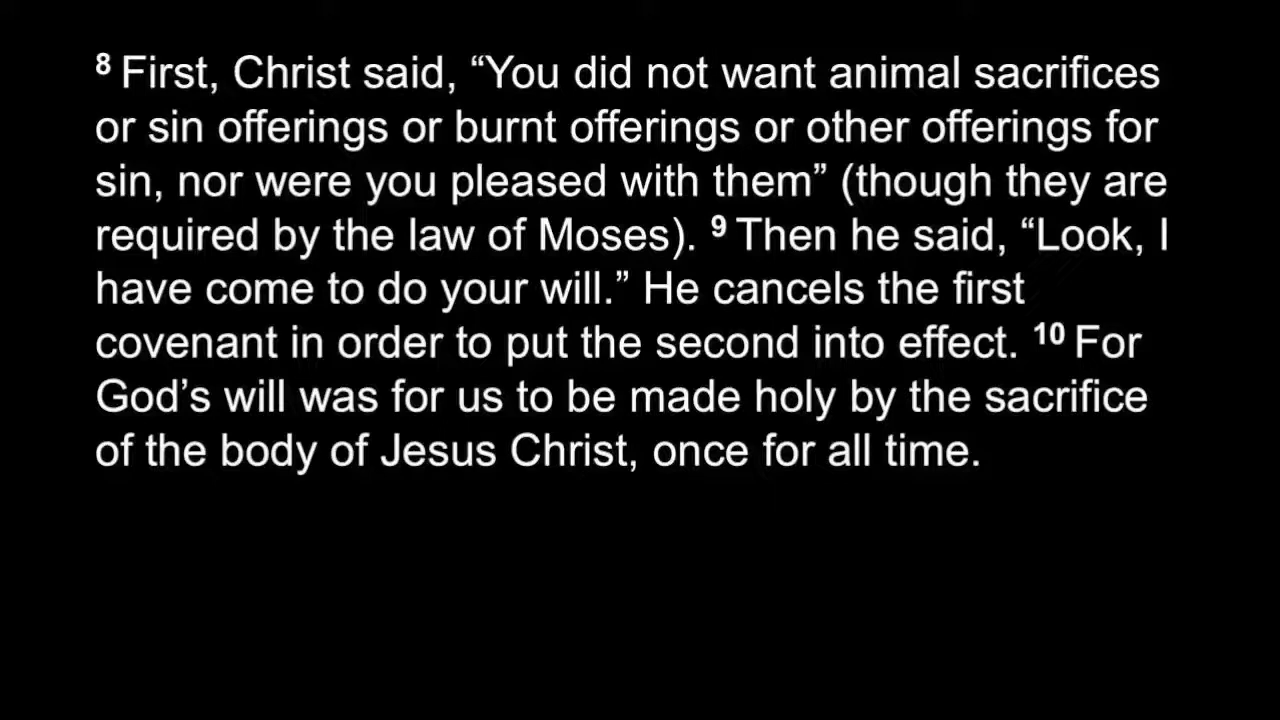 8 First, Christ said, “You did not want animal sacrifices
or sin offerings or burnt offerings or other offerings for
sin, nor were you pleased with them” (though they are
required by the law of Moses). 9 Then he said, “Look, I
have come to do your will.” He cancels the first
covenant in order to put the second into effect. 10 For
God’s will was for us to be made holy by the sacrifice
of the body of Jesus Christ, once for all time.